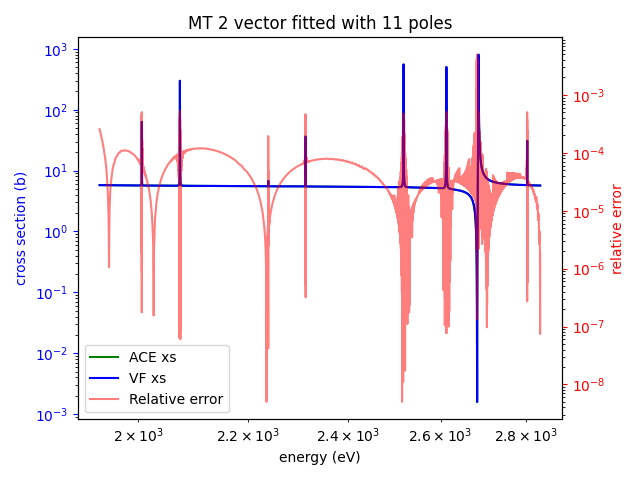 MT 2 vector fitted with 11 poles
cross section (b)
10³
10²
10¹
10⁰
10⁻¹
10⁻²
10⁻³
10⁻³
10⁻⁴
10⁻⁵
10⁻⁶
10⁻⁷
10⁻⁸
relative error
ACE xs
VF xs
Relative error
2 × 10³ 2.2 × 10³ 2.4 × 10³ 2.6 × 10³ 2.8 × 10³
energy (eV)